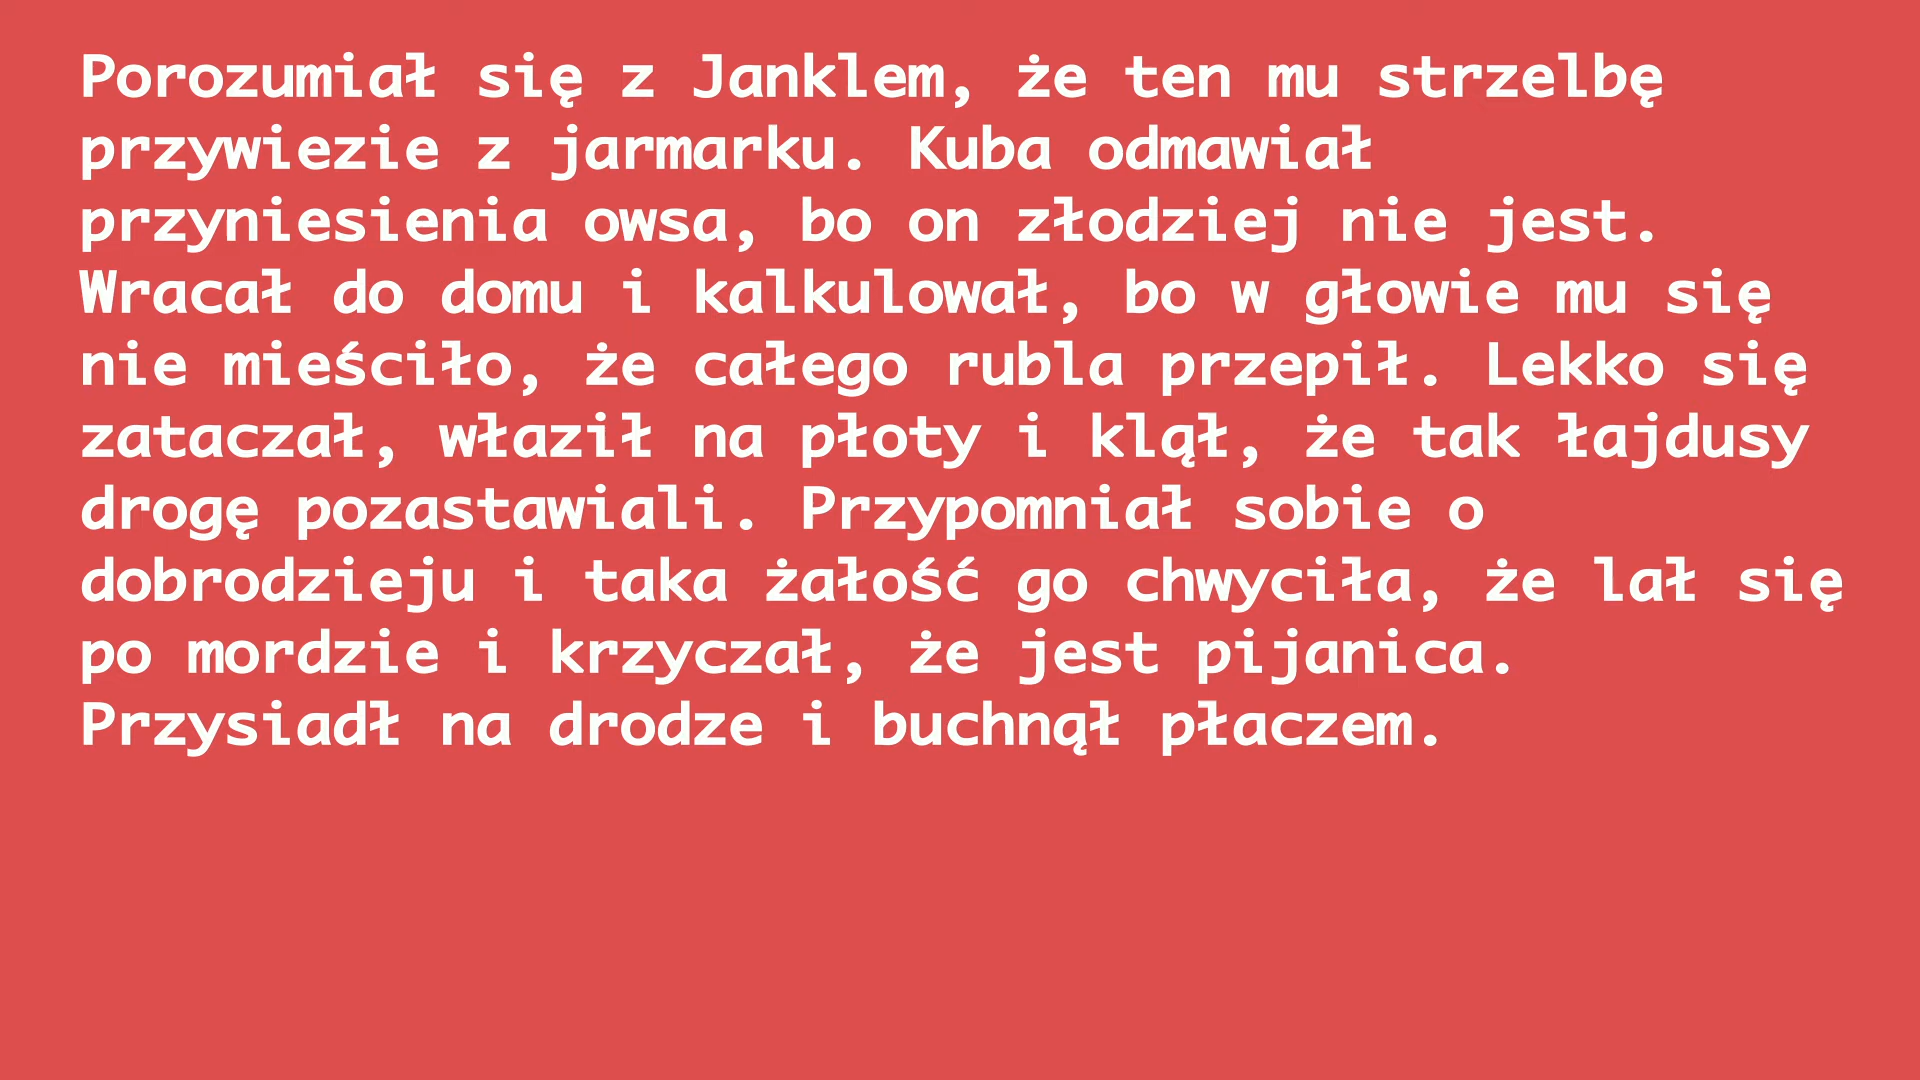 Porozumiał się z Janklem, że ten mu strzelbę
przywiezie z jarmarku. Kuba odmawiał
przyniesienia owsa, bo on złodziej nie jest.
Wracał do domu i kalkulował, bo w głowie mu się
nie mieściło, że całego rubla przepił. Lekko się
zataczał, właził na płoty i klął, że tak łajdusy
drogę pozastawiali. Przypomniał sobie o
dobrodzieju i taka żałość go chwyciła, że lał się
po mordzie i krzyczał, że jest pijanica.
Przysiadł na drodze i buchnął płaczem.